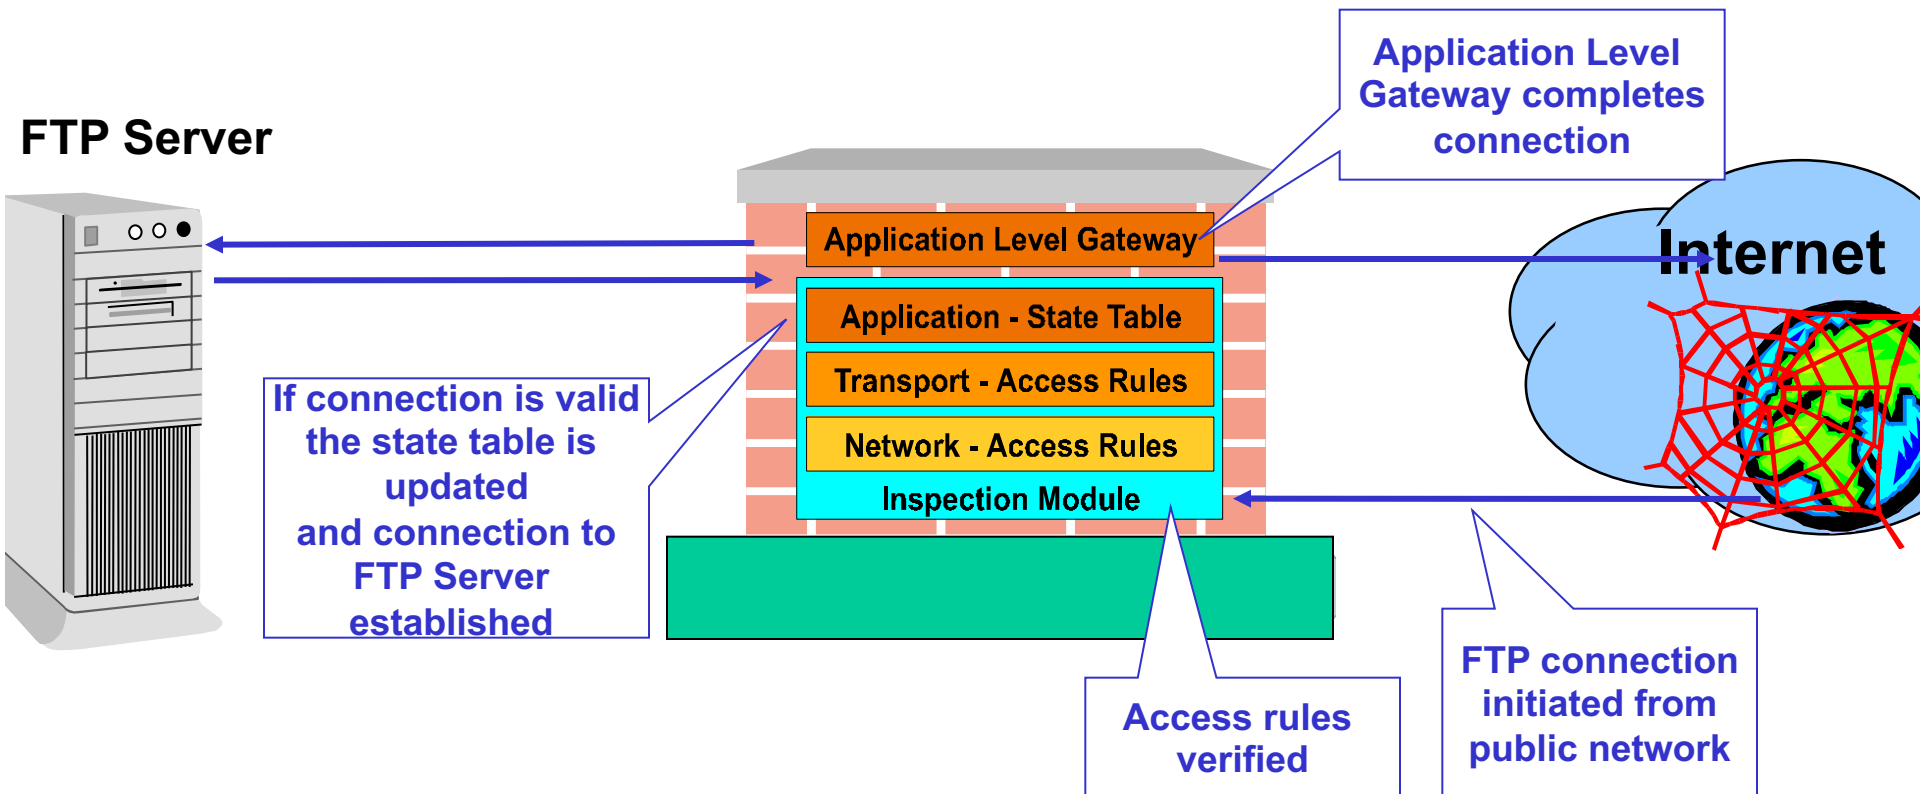 Application Level
Gateway completes
connection
FTP Server
Internet
Application Level Gateway
Application - State Table
Transport - Access Rules
Network - Access Rules
Inspection Module
If connection is valid
the state table is
updated
and connection to
FTP Server
established
Access rules
verified
FTP connection
initiated from
public network